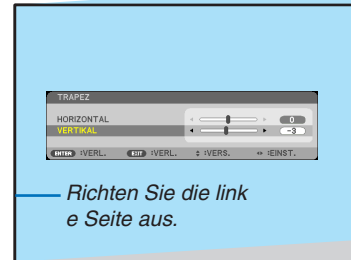 TRAPEZ
HORIZONTAL 0
VERTIKAL -3
ENTER :VERL. EXIT :VERL. :VERS. :EINST.
Richten Sie die link
e Seite aus.